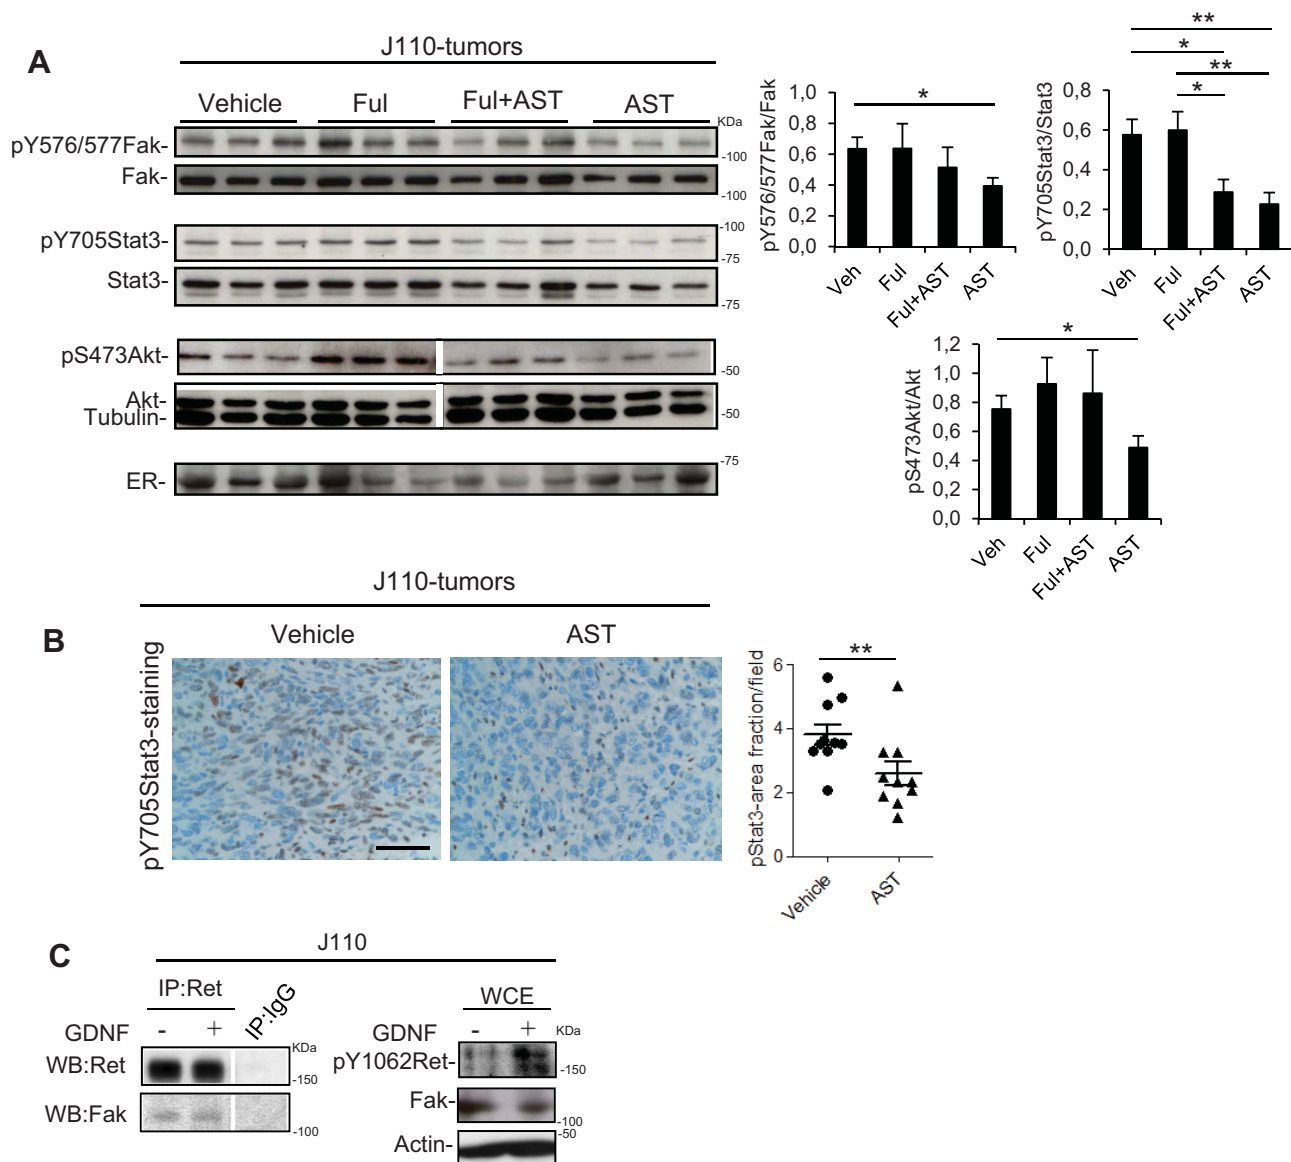 A
J110-tumors
Vehicle Ful Ful+AST AST
KDa
pY576/577Fak-
-100
Fak-
-100
pY705Stat3-
-100
-75
Stat3-
-75
pS473Akt-
-50
Akt-
Tubulin-
-50
-75
ER-
pY576/577Fak/Fak
1,0
0,8
0,6
0,4
0,2
0,0
*
Veh Ful Ful+AST AST
pY705Stat3/Stat3
0,8
0,6
0,4
0,2
0,0
**
*
**
*
Veh Ful Ful+AST AST
pS473Akt/Akt
1,2
1,0
0,8
0,6
0,4
0,2
0,0
*
Veh Ful Ful+AST AST
B
J110-tumors
Vehicle AST
pY705Stat3-staining
pStat3-area fraction/field
6
4
2
0
**
Vehicle AST
C
J110
IP:Ret IP:IgG
GDNF - +
KDa
WB:Ret
-150
WB:Fak
-100
WCE
GDNF - +
KDa
pY1062Ret-
-150
Fak-
-100
-50
Actin-